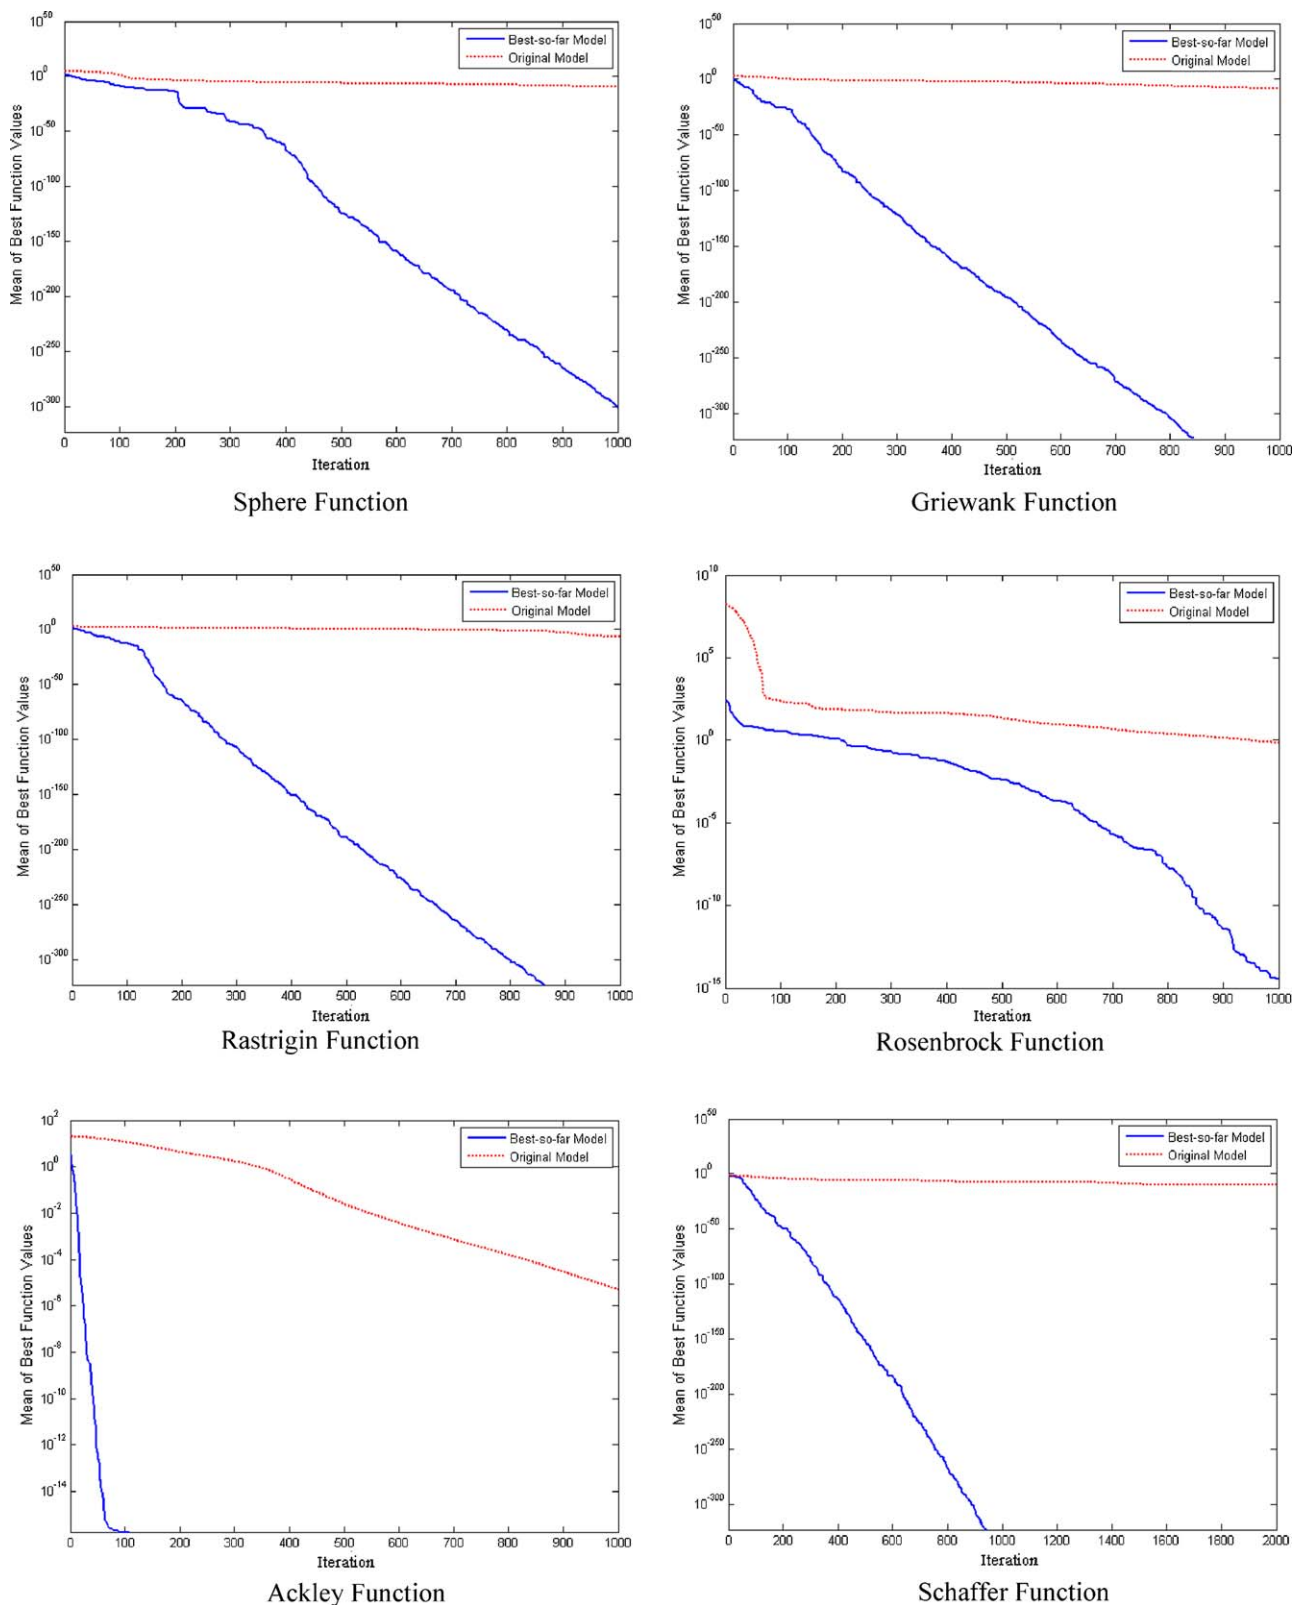 10^50
10^0
10^-50
10^-100
10^-150
10^-200
10^-250
10^-300
Mean of Best Function Values
Best-so-far Model
Original Model
0 100 200 300 400 500 600 700 800 900 1000
Iteration
Sphere Function
10^50
10^0
10^-50
10^-100
10^-150
10^-200
10^-250
10^-300
Mean of Best Function Values
Best-so-far Model
Original Model
0 100 200 300 400 500 600 700 800 900 1000
Iteration
Griewank Function
10^50
10^0
10^-50
10^-100
10^-150
10^-200
10^-250
10^-300
Mean of Best Function Values
Best-so-far Model
Original Model
0 100 200 300 400 500 600 700 800 900 1000
Iteration
Rastrigin Function
10^10
10^5
10^0
10^-5
10^-10
10^-15
Mean of Best Function Values
Best-so-far Model
Original Model
0 100 200 300 400 500 600 700 800 900 1000
Iteration
Rosenbrock Function
10^2
10^0
10^-2
10^-4
10^-6
10^-8
10^-10
10^-12
10^-14
Mean of Best Function Values
Best-so-far Model
Original Model
0 100 200 300 400 500 600 700 800 900 1000
Iteration
Ackley Function
10^50
10^0
10^-50
10^-100
10^-150
10^-200
10^-250
10^-300
Mean of Best Function Values
Best-so-far Model
Original Model
0 200 400 600 800 1000 1200 1400 1600 1800 2000
Iteration
Schaffer Function